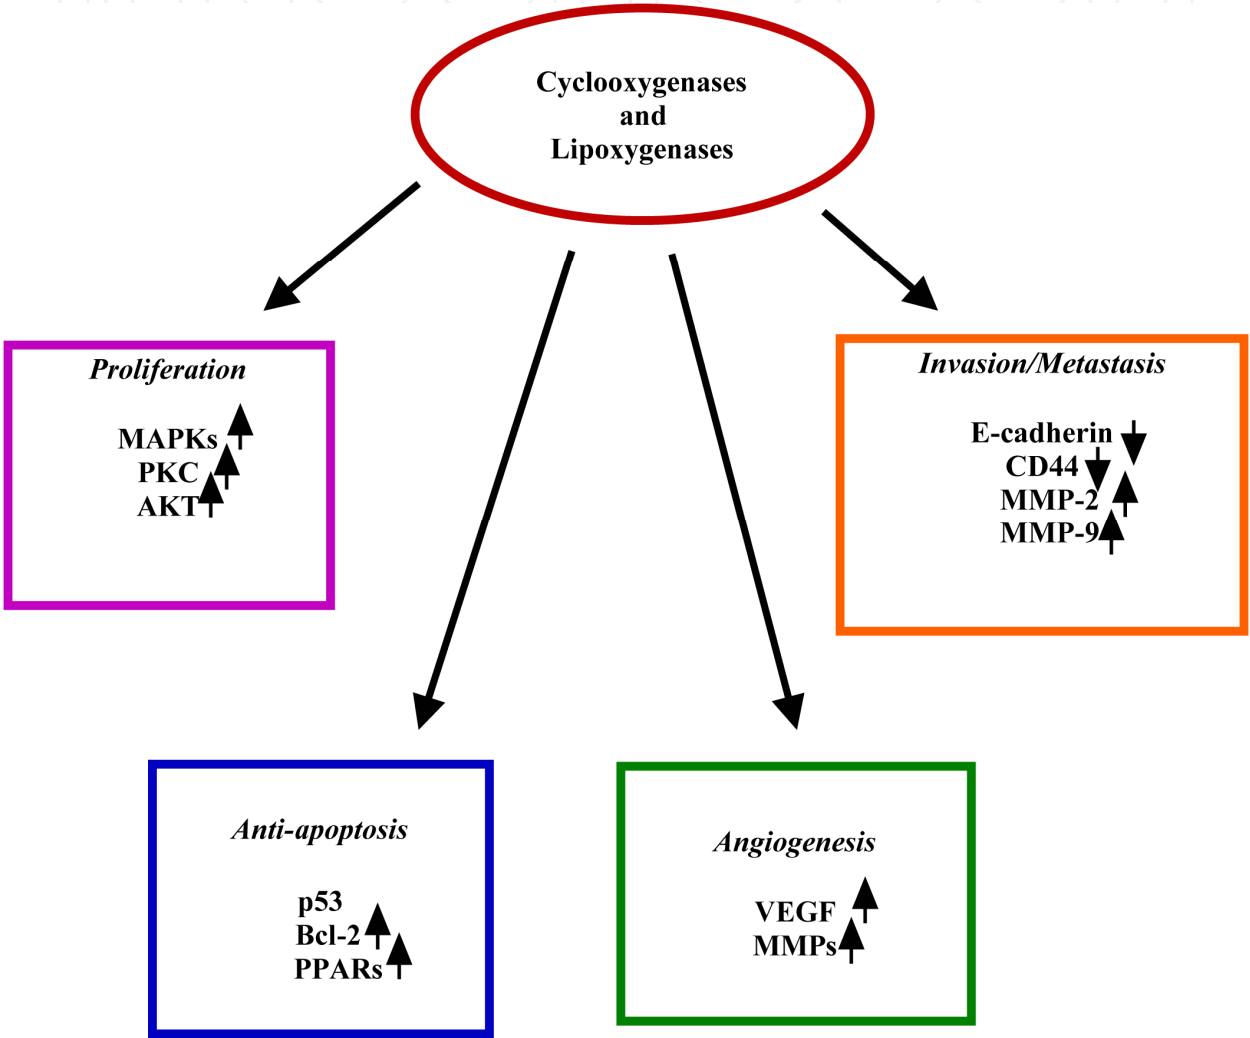 Cyclooxygenases
and
Lipoxygenases
Proliferation
MAPKs
PKC
AKT
Invasion/Metastasis
E-cadherin
CD44
MMP-2
MMP-9
Anti-apoptosis
p53
Bcl-2
PPARs
Angiogenesis
VEGF
MMPs